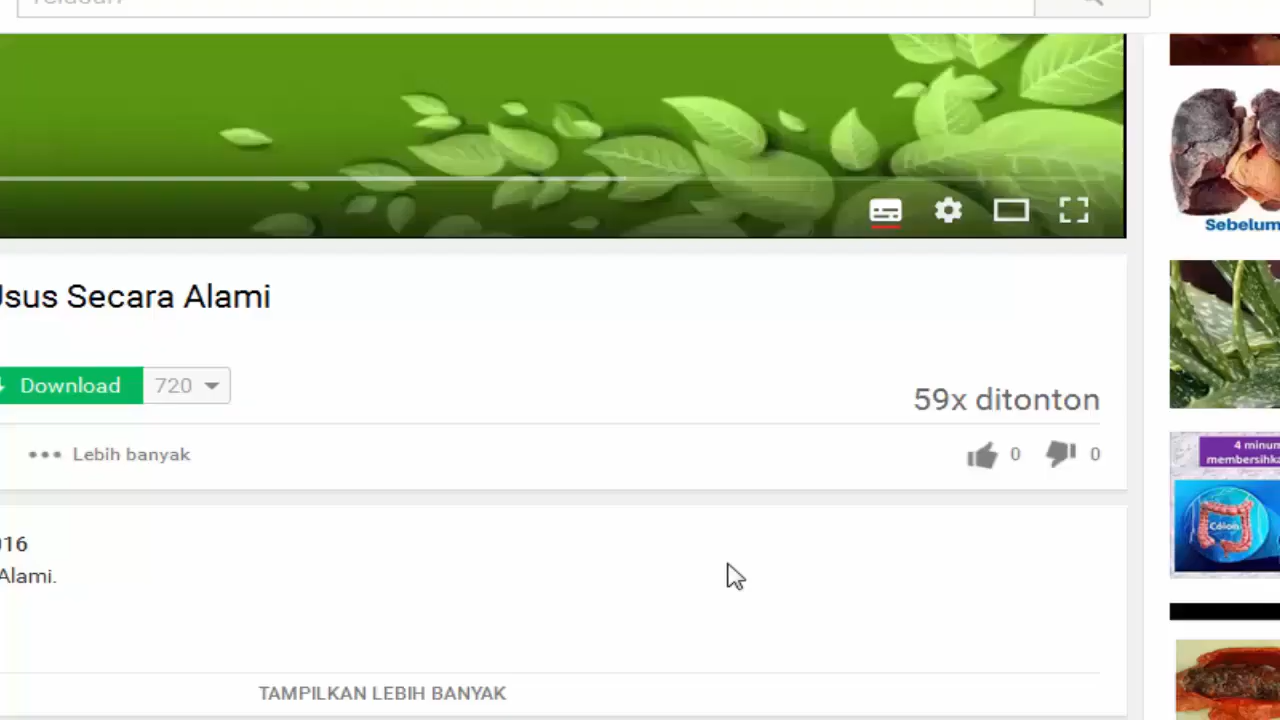 Usus Secara Alami
Download 720
59x ditonton
Lebih banyak
0 0
016
Alami.
TAMPILKAN LEBIH BANYAK
Sebelum
4 minum
membersihka
Colon